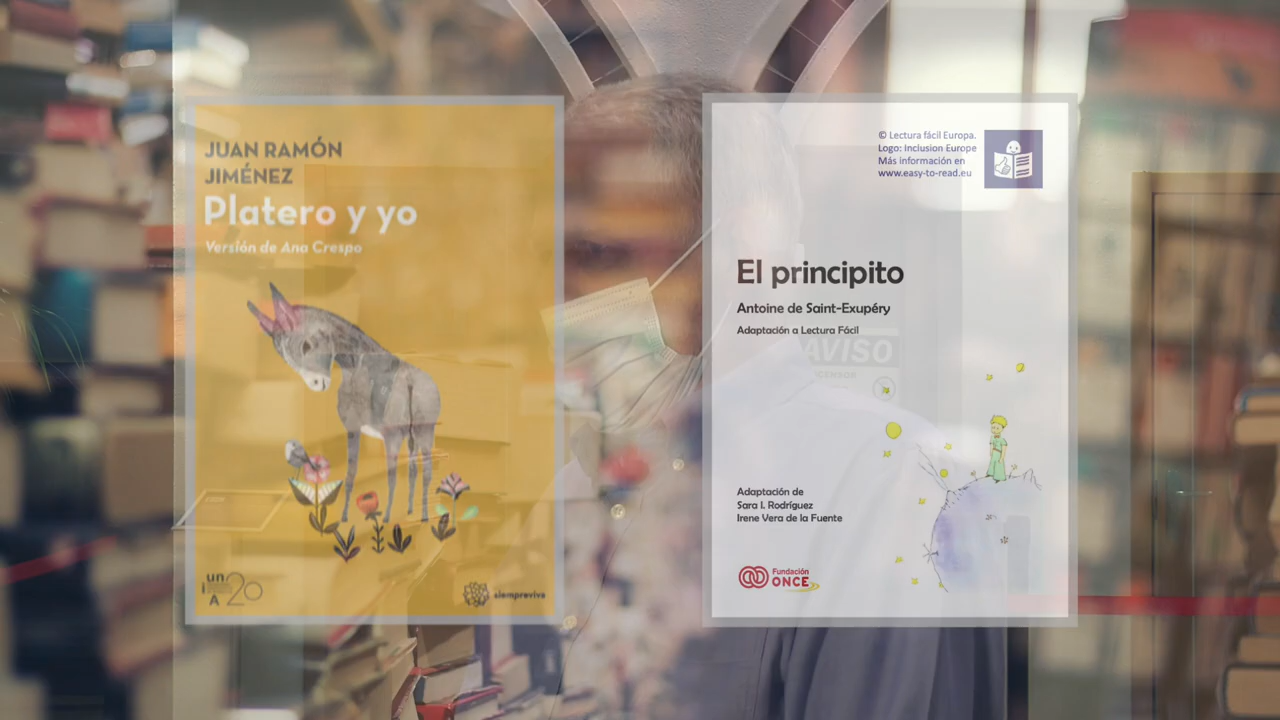 JUAN RAMÓN
JIMÉNEZ
Platero y yo
Versión de Ana Crespo
un
i
A 20
siempreviva
© Lectura fácil Europa.
Logo: Inclusion Europe
Más información en
www.easy-to-read.eu
El principito
Antoine de Saint-Exupéry
Adaptación a Lectura Fácil
AVISO
Adaptación de
Sara I. Rodríguez
Irene Vera de la Fuente
Fundación
ONCE